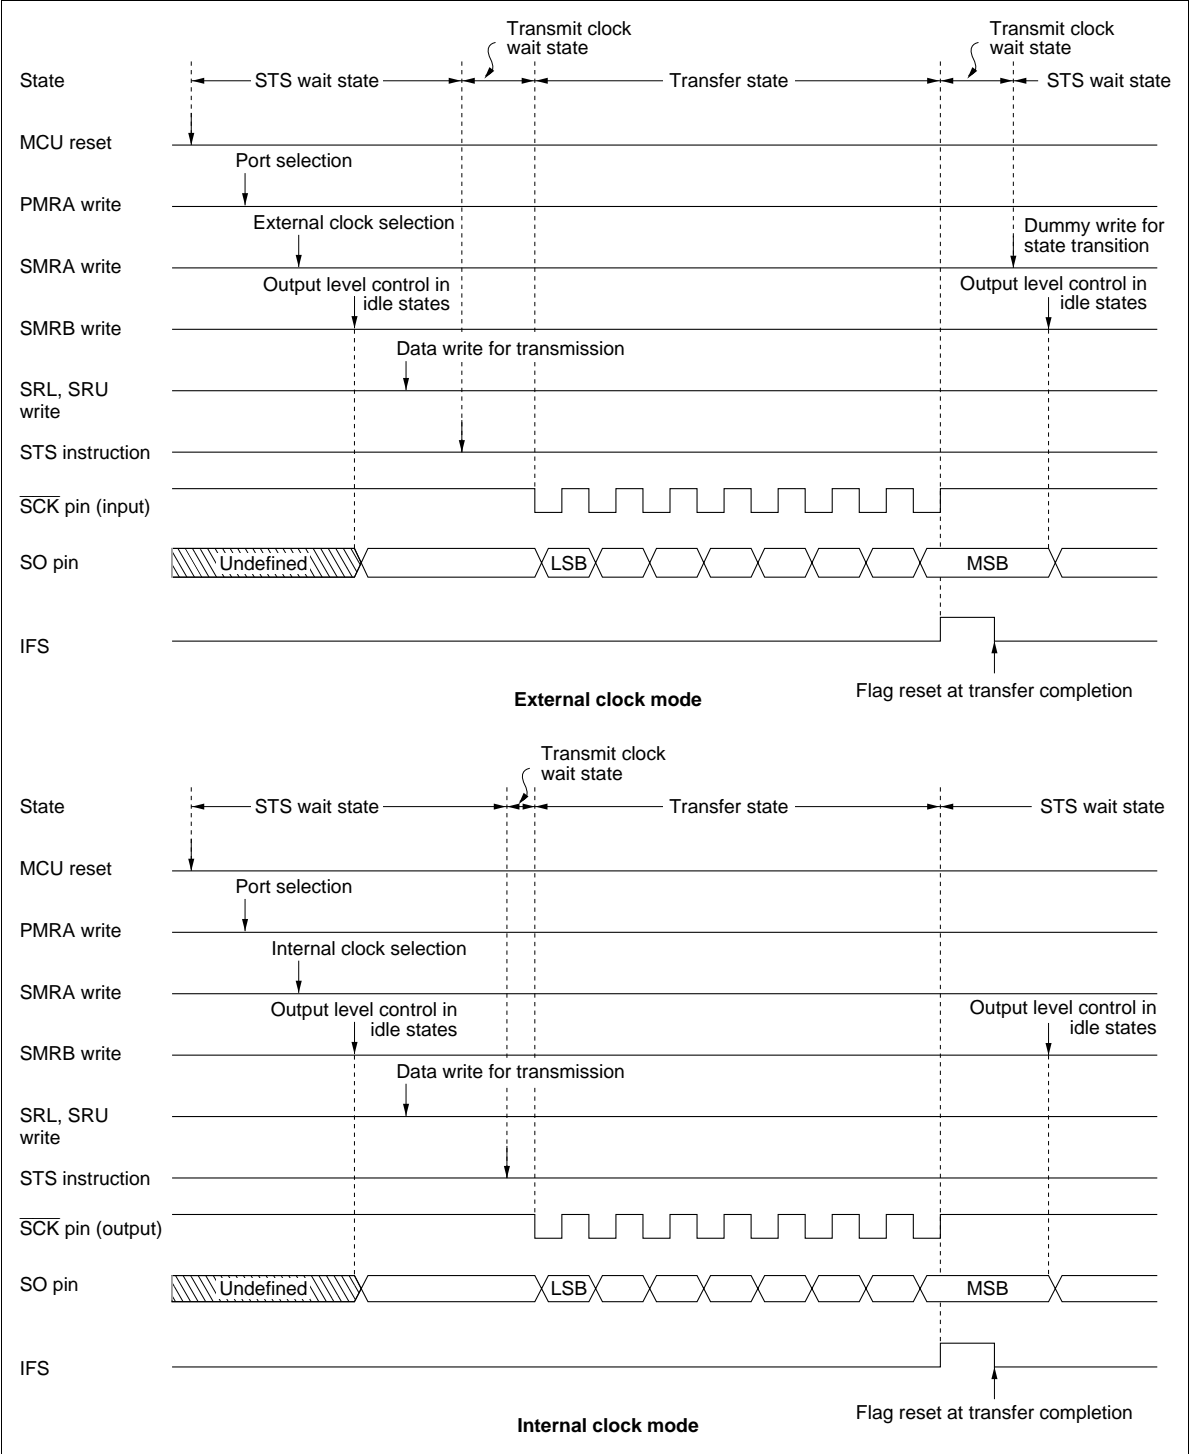 Transmit clock
wait state
Transmit clock
wait state
State
STS wait state
Transfer state
STS wait state
MCU reset
Port selection
PMRA write
External clock selection
Dummy write for
state transition
SMRA write
Output level control in
idle states
Output level control in
idle states
SMRB write
Data write for transmission
SRL, SRU
write
STS instruction
SCK pin (input)
SO pin
Undefined
LSB
MSB
IFS
Flag reset at transfer completion
External clock mode
Transmit clock
wait state
State
STS wait state
Transfer state
STS wait state
MCU reset
Port selection
PMRA write
Internal clock selection
SMRA write
Output level control in
idle states
Output level control in
idle states
SMRB write
Data write for transmission
SRL, SRU
write
STS instruction
SCK pin (output)
SO pin
Undefined
LSB
MSB
IFS
Flag reset at transfer completion
Internal clock mode